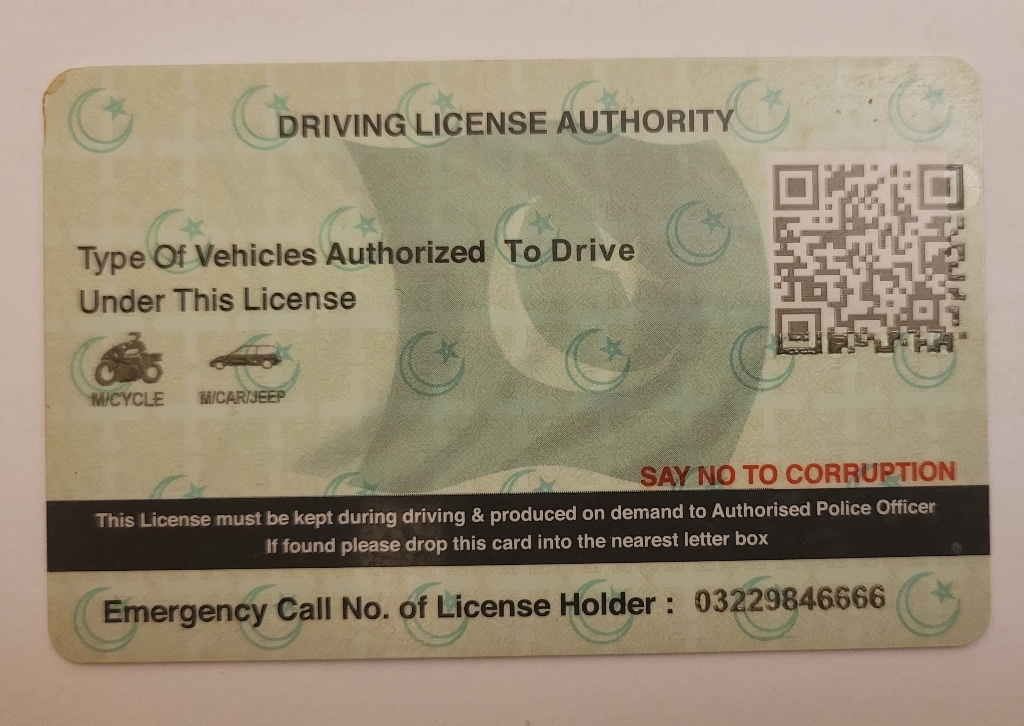 DRIVING LICENSE AUTHORITY
Type Of Vehicles Authorized To Drive
Under This License
M/CYCLE M/CAR/JEEP
SAY NO TO CORRUPTION
This License must be kept during driving & produced on demand to Authorised Police Officer
If found please drop this card into the nearest letter box
Emergency Call No. of License Holder : 03229846666